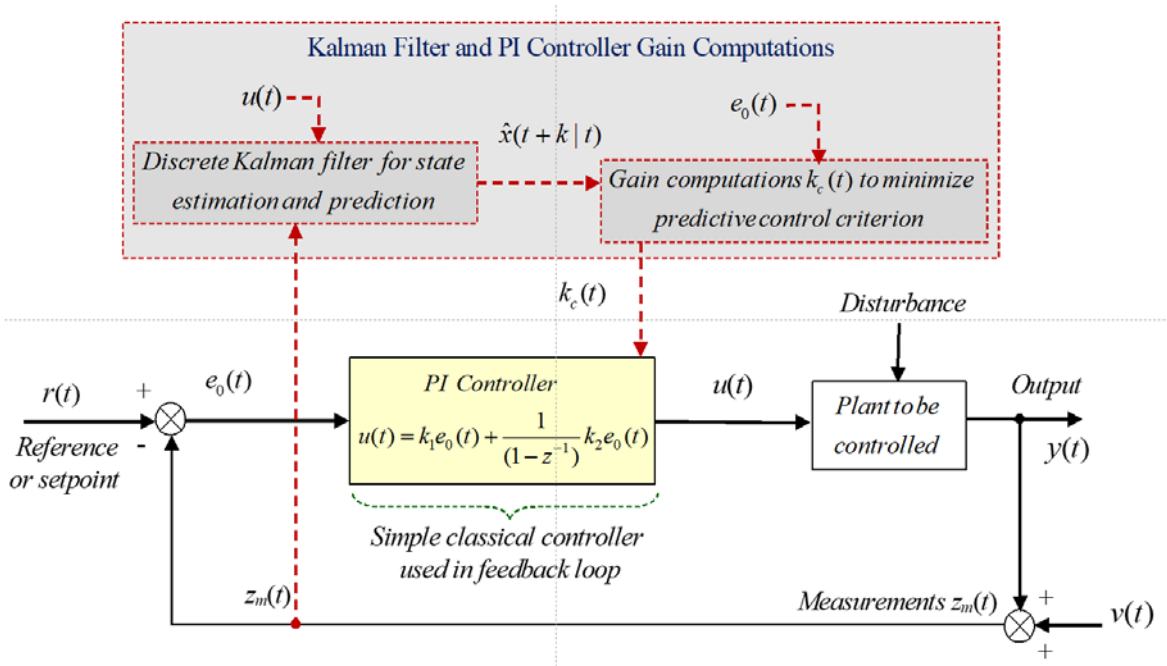 Kalman Filter and PI Controller Gain Computations
u(t)
e₀(t)
x̂(t + k | t)
Discrete Kalman filter for state
estimation and prediction
Gain computations k_c(t) to minimize
predictive control criterion
k_c(t)
Disturbance
r(t)
+
e₀(t)
PI Controller
u(t) = k₁e₀(t) + 1/(1 − z⁻¹) k₂e₀(t)
u(t)
Plant to be
controlled
Output
y(t)
Reference
or setpoint
-
Simple classical controller
used in feedback loop
z_m(t)
Measurements z_m(t)
+
v(t)
+